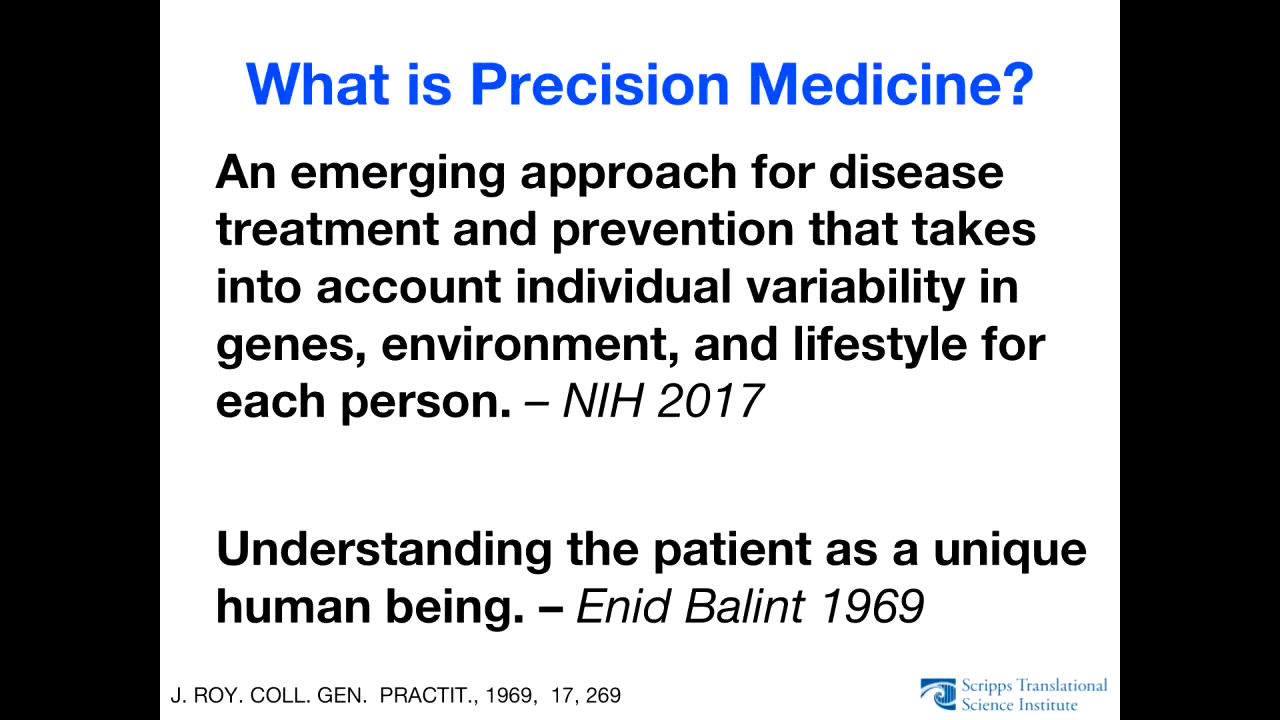 What is Precision Medicine?
An emerging approach for disease
treatment and prevention that takes
into account individual variability in
genes, environment, and lifestyle for
each person. – NIH 2017
Understanding the patient as a unique
human being. – Enid Balint 1969
J. ROY. COLL. GEN.  PRACTIT., 1969,  17, 269
Scripps Translational
Science Institute